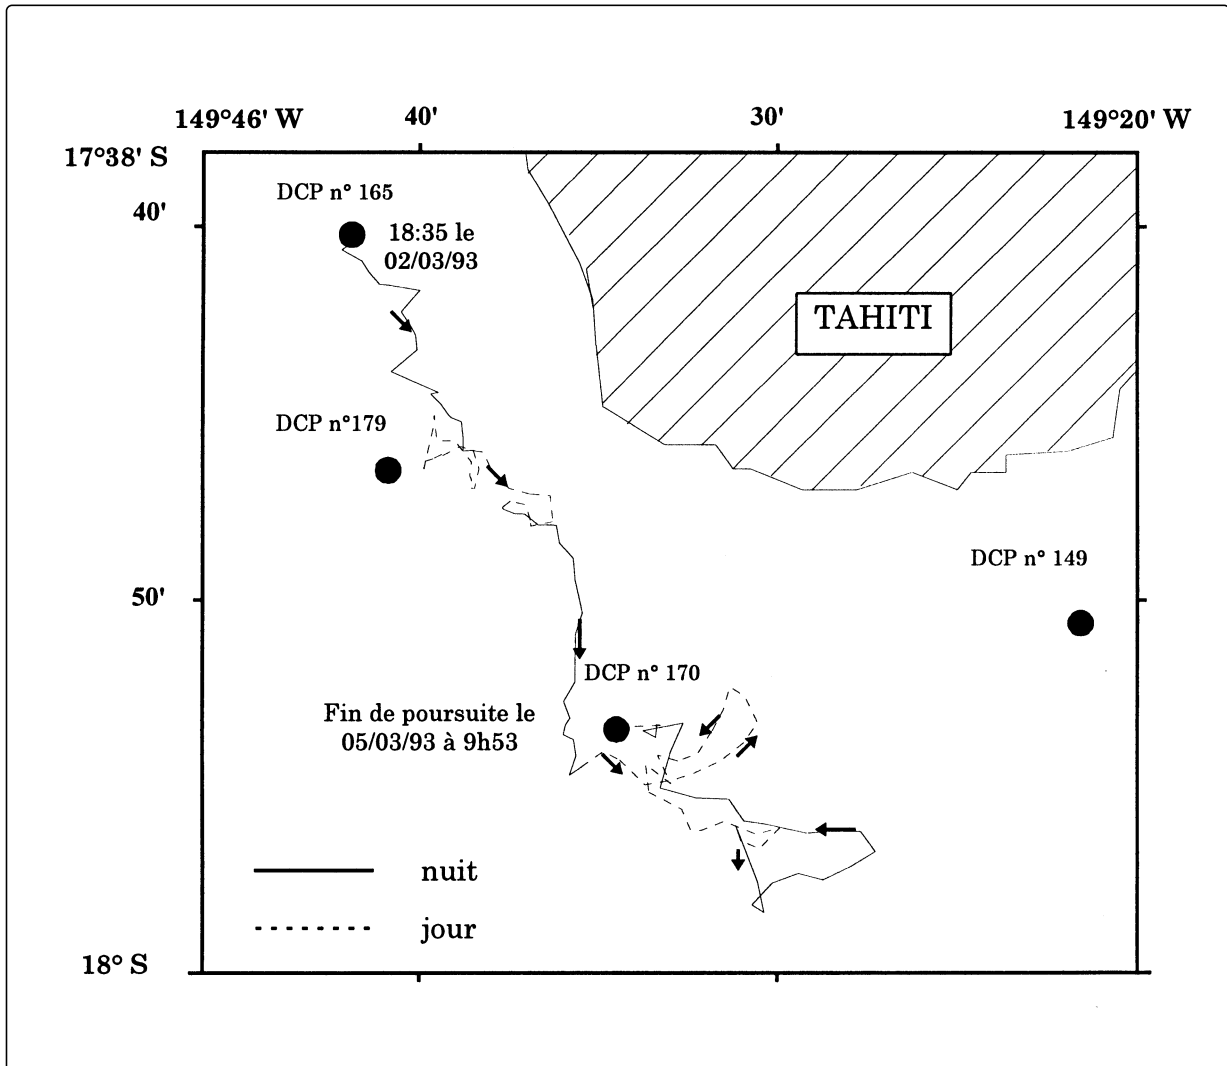 149°46' W 40' 30' 149°20' W
17°38' S
DCP n° 165
40'
18:35 le
02/03/93
TAHITI
DCP n°179
DCP n° 149
50'
DCP n° 170
Fin de poursuite le
05/03/93 à 9h53
nuit
jour
18° S